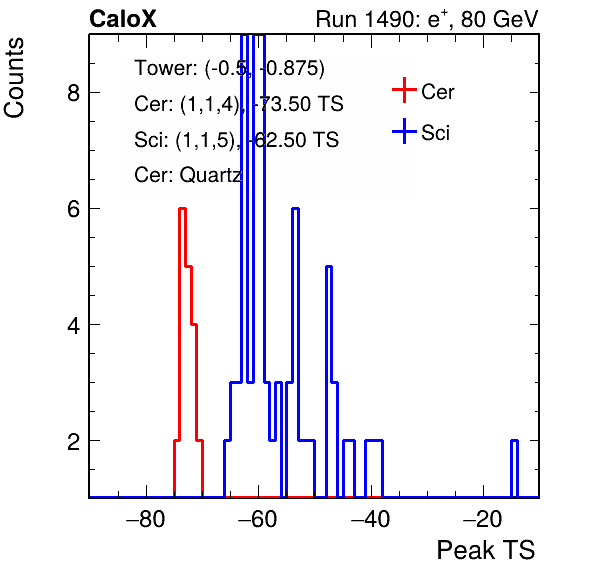 CaloX Run 1490: e⁺, 80 GeV
Counts
Tower: (-0.5, -0.875)
Cer: (1,1,4), -73.50 TS
Sci: (1,1,5), -62.50 TS
Cer: Quartz
Cer
Sci
8
6
4
2
−80 −60 −40 −20
Peak TS